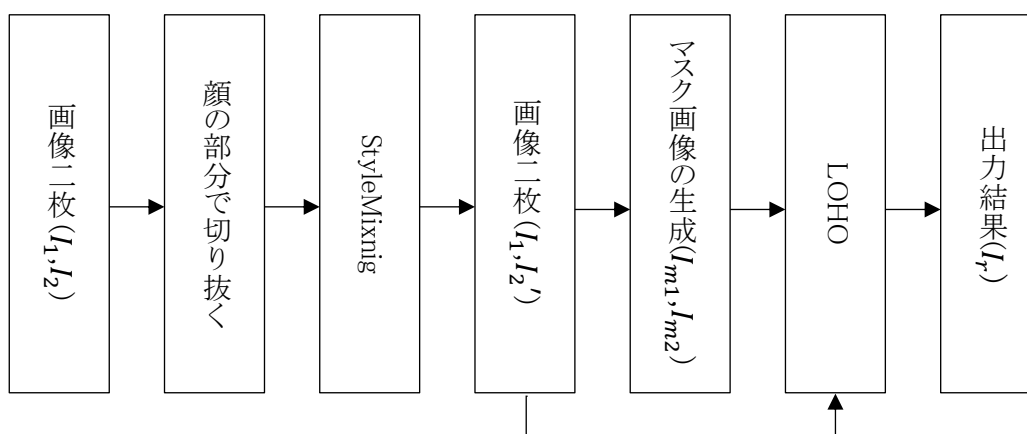 画像二枚(I₁,I₂)
顔の部分で切り抜く
StyleMixnig
画像二枚(I₁,I₂′)
マスク画像の生成(Iₘ₁,Iₘ₂)
LOHO
出力結果(Iᵣ)